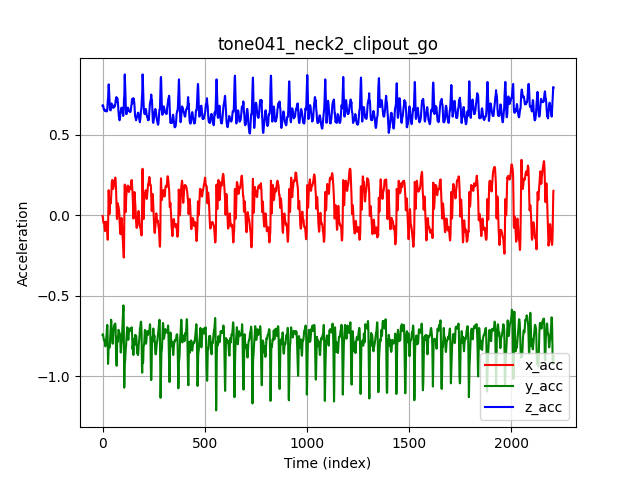 tone041_neck2_clipout_go
Acceleration
0.5
0.0
−0.5
−1.0
0
500
1000
1500
2000
Time (index)
x_acc
y_acc
z_acc